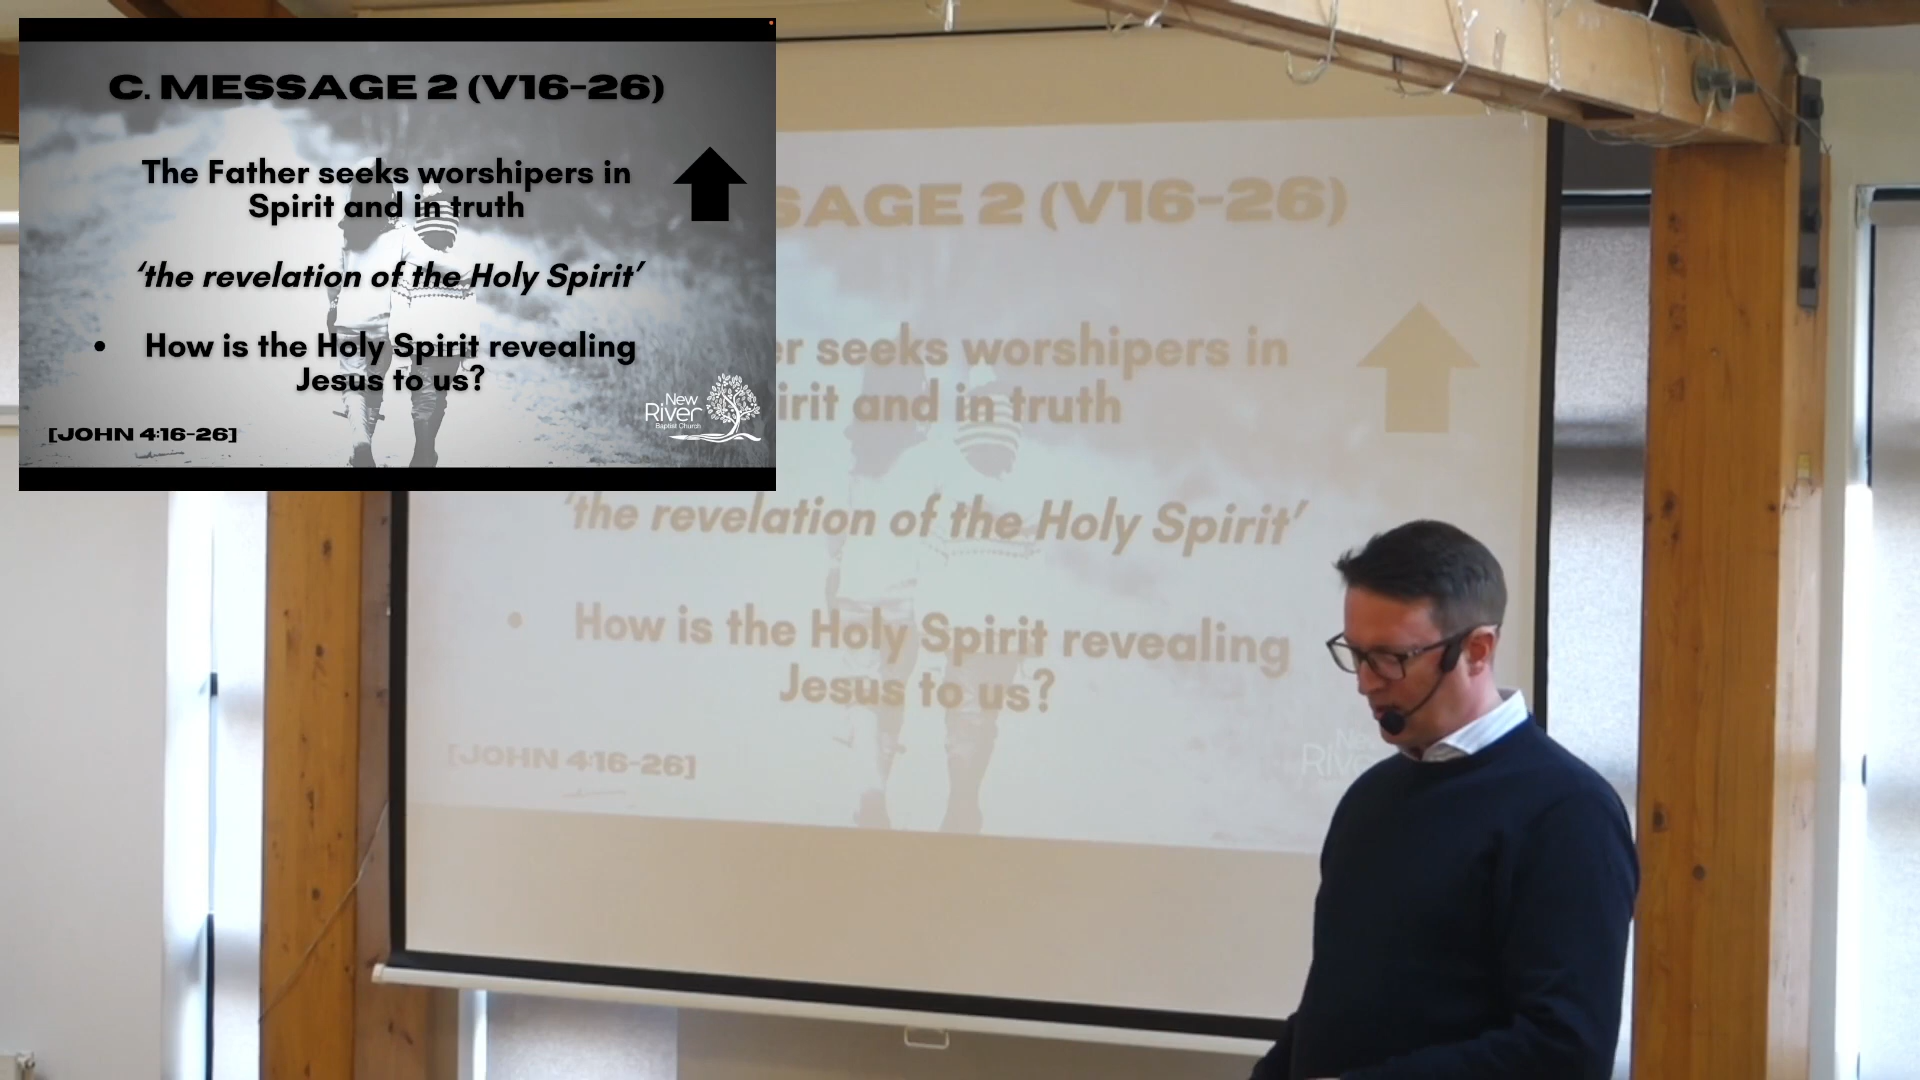 C. MESSAGE 2 (V16-26)
The Father seeks worshipers in
Spirit and in truth
‘the revelation of the Holy Spirit’
• How is the Holy Spirit revealing
Jesus to us?
[JOHN 4:16-26]
New
River
Baptist Church
SAGE 2 (V16-26)
er seeks worshipers in
irit and in truth
‘the revelation of the Holy Spirit’
• How is the Holy Spirit revealing
Jesus to us?
[JOHN 4:16-26]